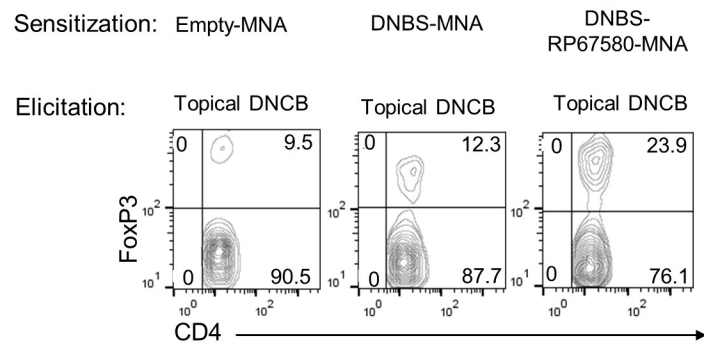 Sensitization: Empty-MNA DNBS-MNA DNBS-
RP67580-MNA
Elicitation: Topical DNCB Topical DNCB Topical DNCB
0 9.5 0 12.3 0 23.9
FoxP3
10² 10² 10²
0 90.5 0 87.7 0 76.1
10¹ 10¹ 10¹
10⁰ 10² 10⁰ 10² 10⁰ 10²
CD4